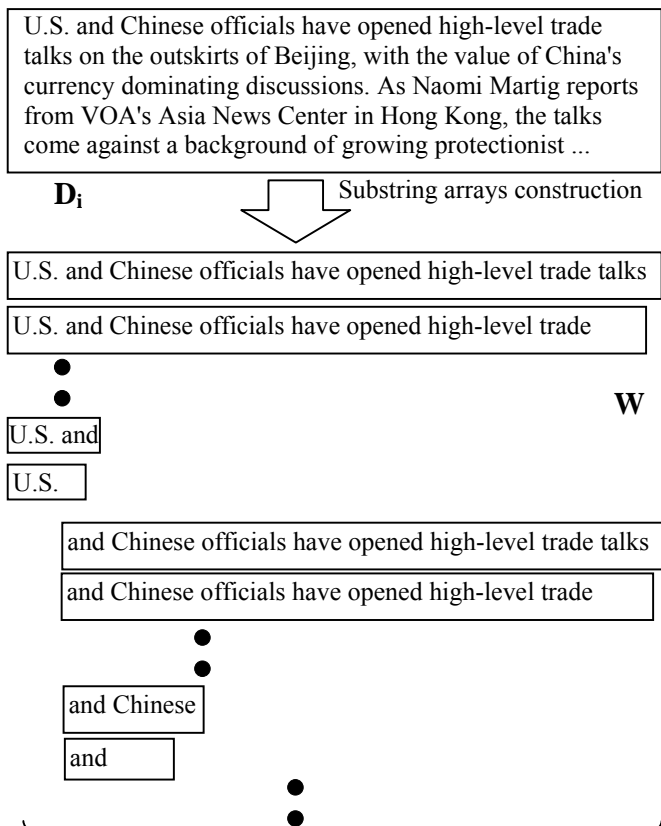 U.S. and Chinese officials have opened high-level trade
talks on the outskirts of Beijing, with the value of China's
currency dominating discussions. As Naomi Martig reports
from VOA's Asia News Center in Hong Kong, the talks
come against a background of growing protectionist ...
Di
Substring arrays construction
U.S. and Chinese officials have opened high-level trade talks
U.S. and Chinese officials have opened high-level trade
W
U.S. and
U.S.
and Chinese officials have opened high-level trade talks
and Chinese officials have opened high-level trade
and Chinese
and